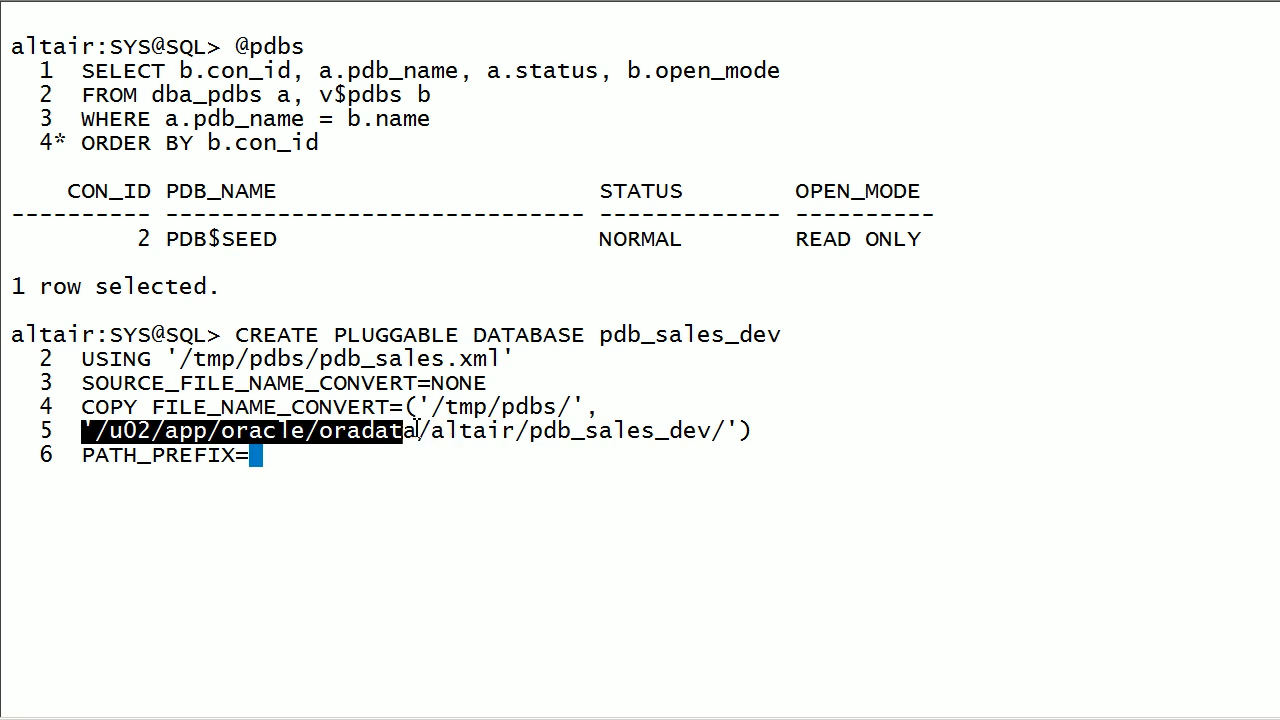 altair:SYS@SQL> @pdbs
  1  SELECT b.con_id, a.pdb_name, a.status, b.open_mode
  2  FROM dba_pdbs a, v$pdbs b
  3  WHERE a.pdb_name = b.name
  4* ORDER BY b.con_id
    CON_ID PDB_NAME                       STATUS        OPEN_MODE
---------- ------------------------------ ------------- ----------
         2 PDB$SEED                       NORMAL        READ ONLY
1 row selected.
altair:SYS@SQL> CREATE PLUGGABLE DATABASE pdb_sales_dev
  2  USING '/tmp/pdbs/pdb_sales.xml'
  3  SOURCE_FILE_NAME_CONVERT=NONE
  4  COPY FILE_NAME_CONVERT=('/tmp/pdbs/',
  5  '/u02/app/oracle/oradata/altair/pdb_sales_dev/')
  6  PATH_PREFIX=